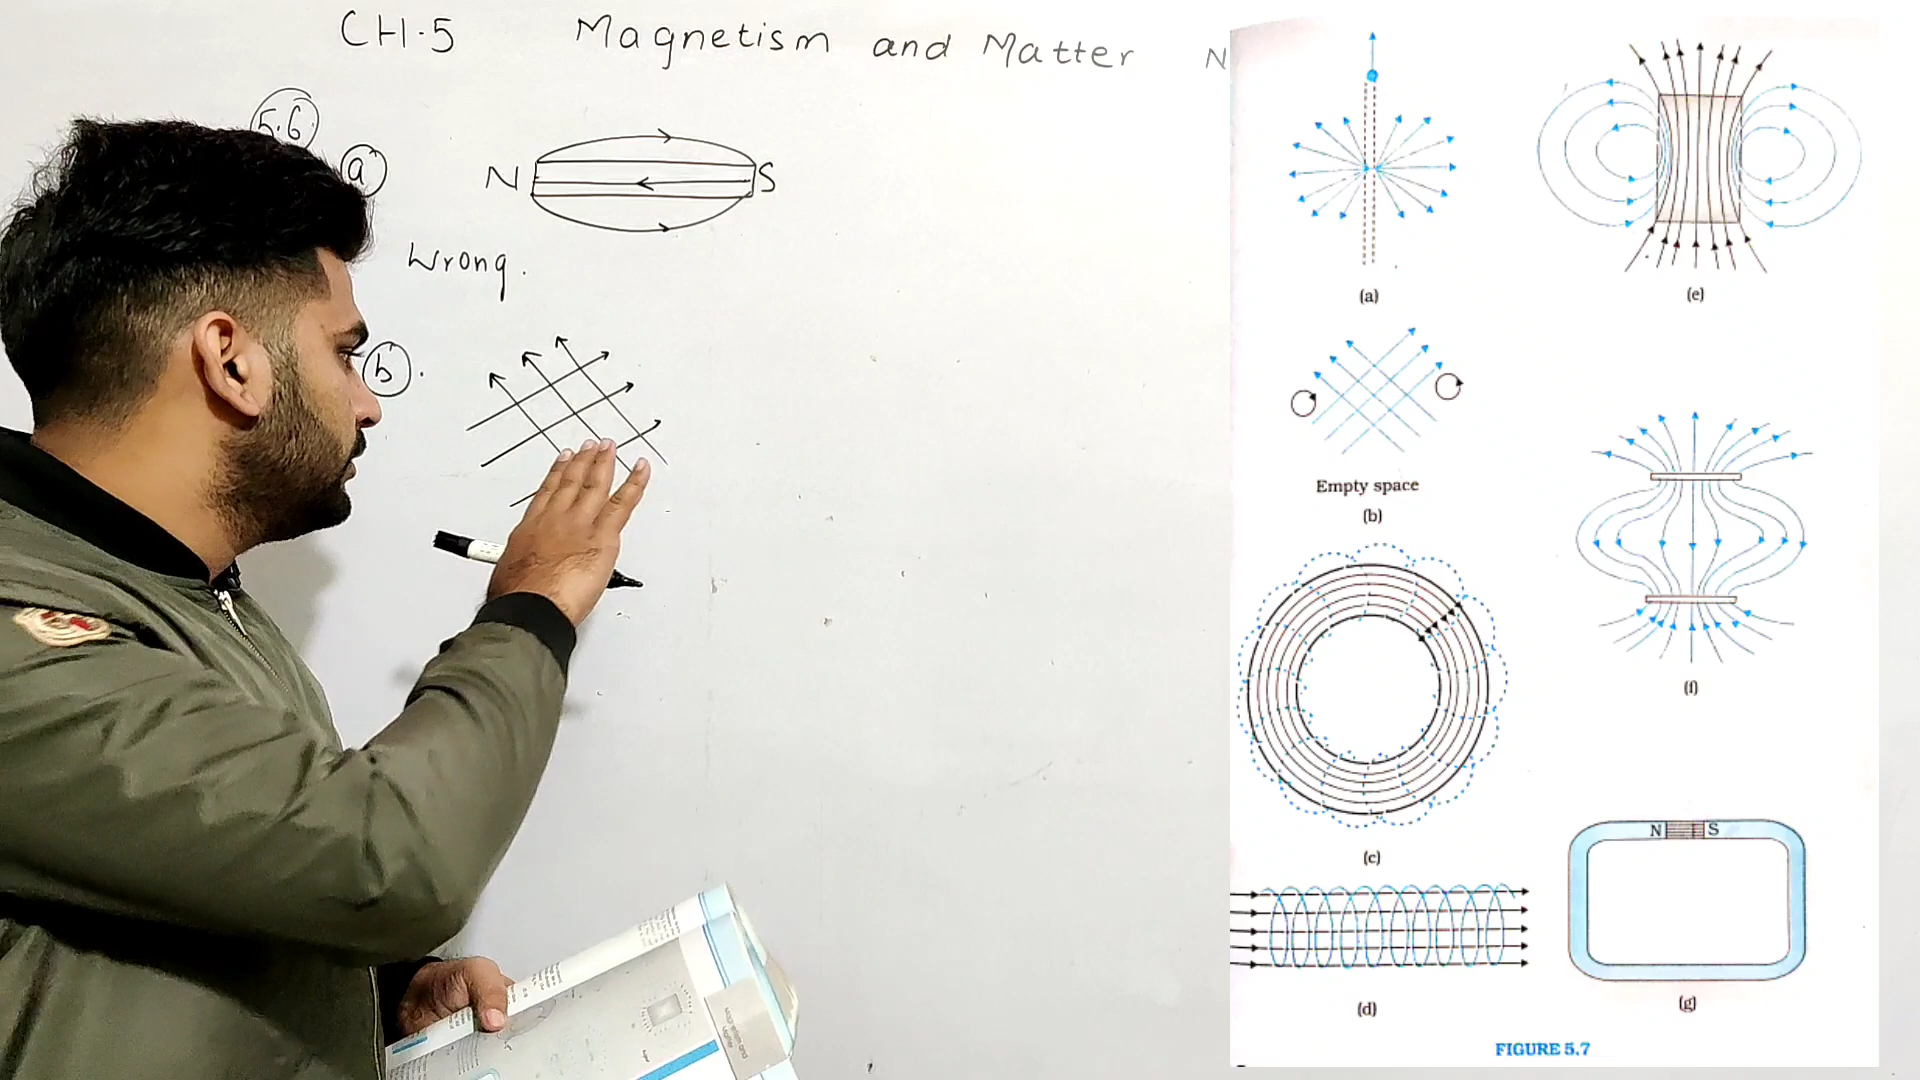 CH.5 Magnetism and Matter N
5.6
a
N S
Wrong.
b.
(a)
(e)
Empty space
(b)
(f)
(c)
N S
(d)
(g)
FIGURE 5.7